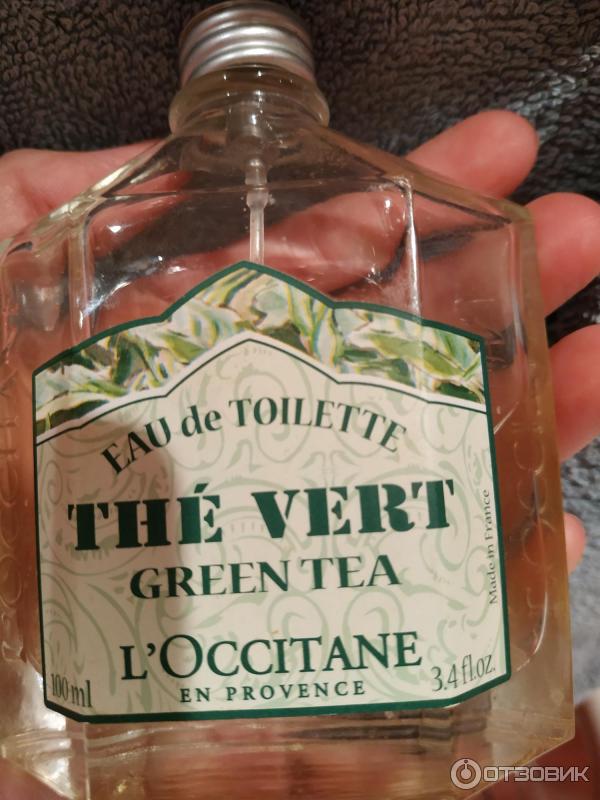 EAU de TOILETTE
THÉ VERT
GREEN TEA
L'OCCITANE
EN PROVENCE
100 ml
3.4 fl.oz.
Made in France
ОТЗОВИК